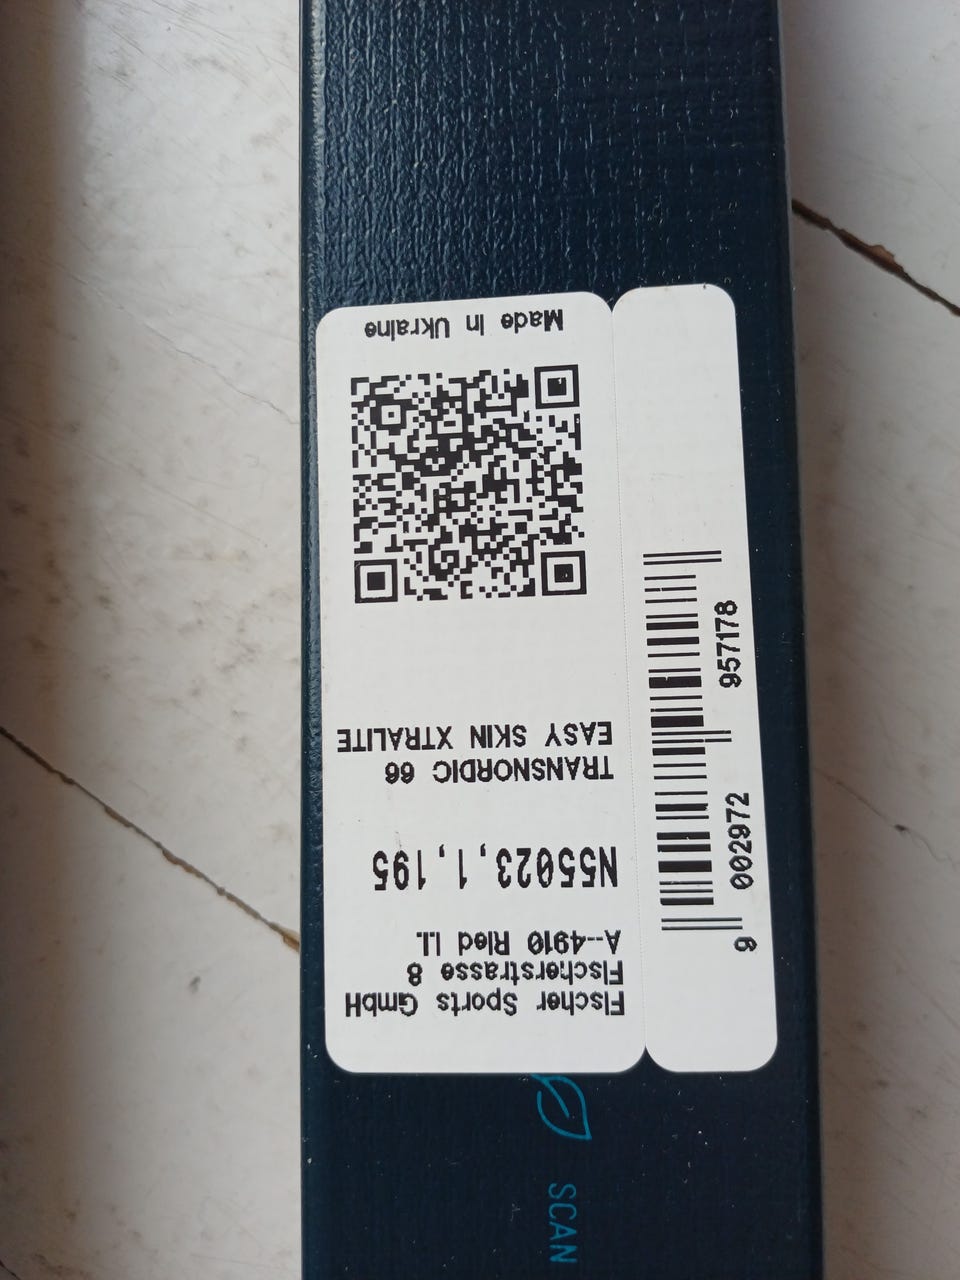 Fischer Sports GmbH
Fischerstrasse 8
A--4910 Ried I.I.
N55023,1,195
TRANSNORDIC 66
EASY SKIN XTRALITE
Made in Ukraine
9 002972 957178
SCAN